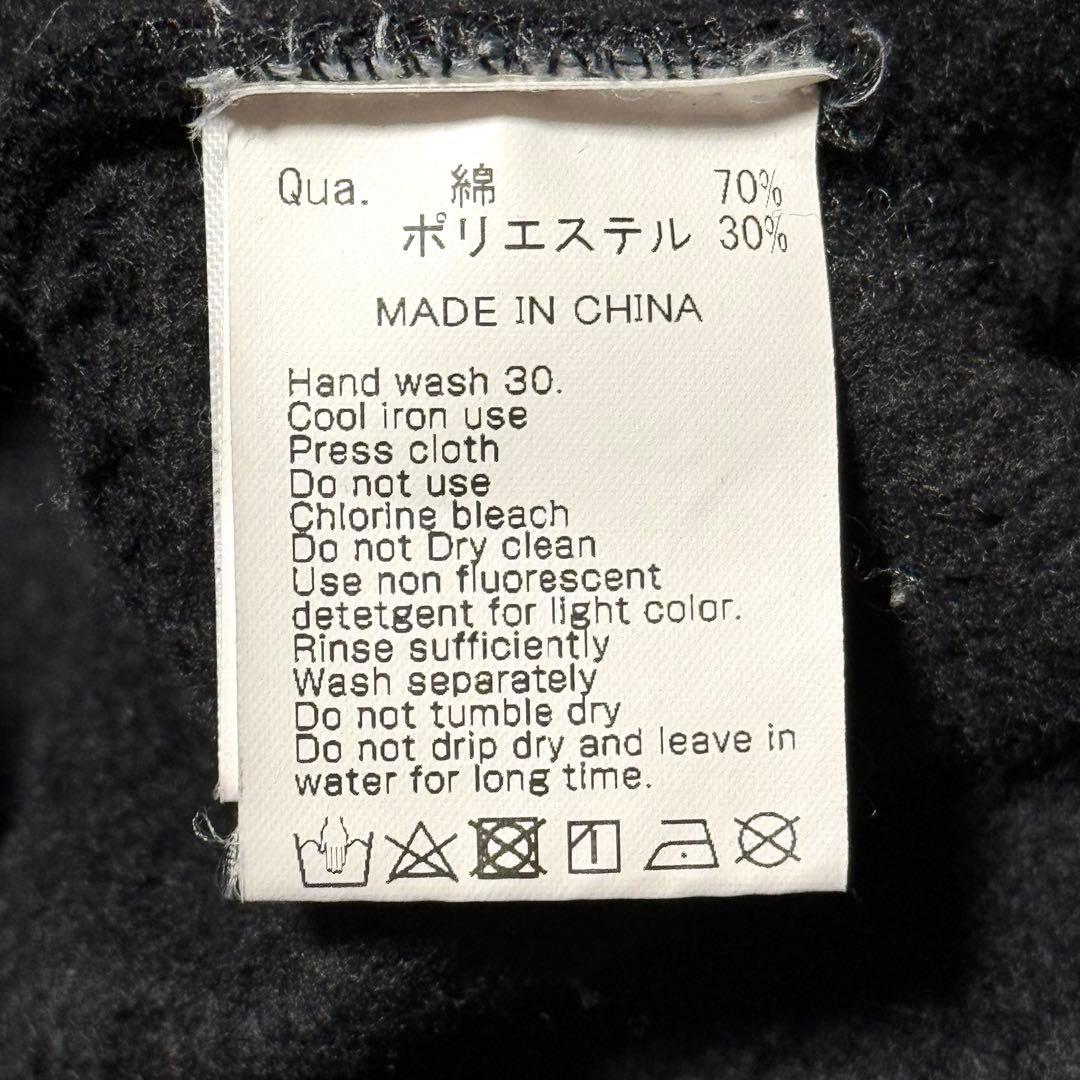 Qua. 綿 70%
ポリエステル 30%
MADE IN CHINA
Hand wash 30.
Cool iron use
Press cloth
Do not use
Chlorine bleach
Do not Dry clean
Use non fluorescent
detetgent for light color.
Rinse sufficiently
Wash separately
Do not tumble dry
Do not drip dry and leave in
water for long time.